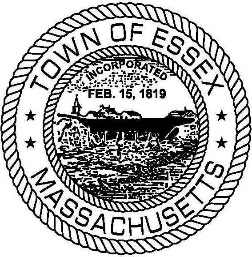 TOWN OF ESSEX
INCORPORATED
FEB. 15, 1819
MASSACHUSETTS